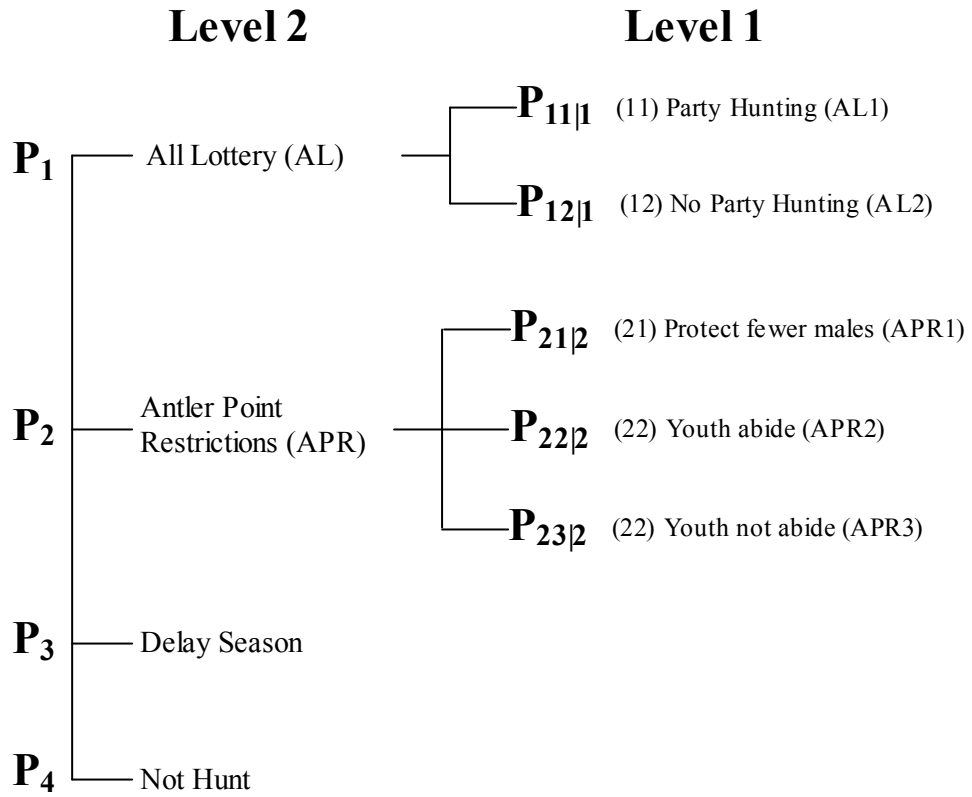 Level 2 Level 1
P11|1 (11) Party Hunting (AL1)
P1 All Lottery (AL)
P12|1 (12) No Party Hunting (AL2)
P21|2 (21) Protect fewer males (APR1)
P2 Antler Point
Restrictions (APR)
P22|2 (22) Youth abide (APR2)
P23|2 (22) Youth not abide (APR3)
P3 Delay Season
P4 Not Hunt